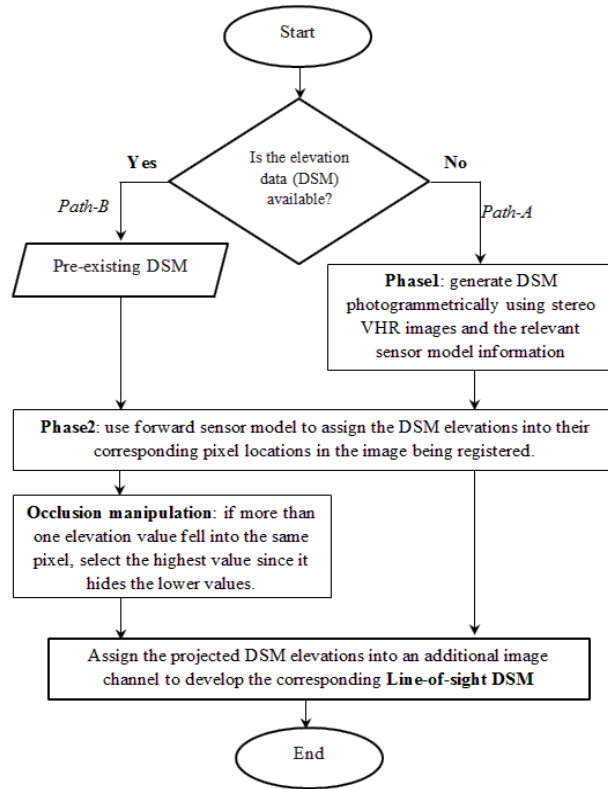 Start
Is the elevation
data (DSM)
available?
Yes
No
Path-B
Path-A
Pre-existing DSM
Phase1: generate DSM
photogrammetrically using stereo
VHR images and the relevant
sensor model information
Phase2: use forward sensor model to assign the DSM elevations into their
corresponding pixel locations in the image being registered.
Occlusion manipulation: if more than
one elevation value fell into the same
pixel, select the highest value since it
hides the lower values.
Assign the projected DSM elevations into an additional image
channel to develop the corresponding Line-of-sight DSM
End